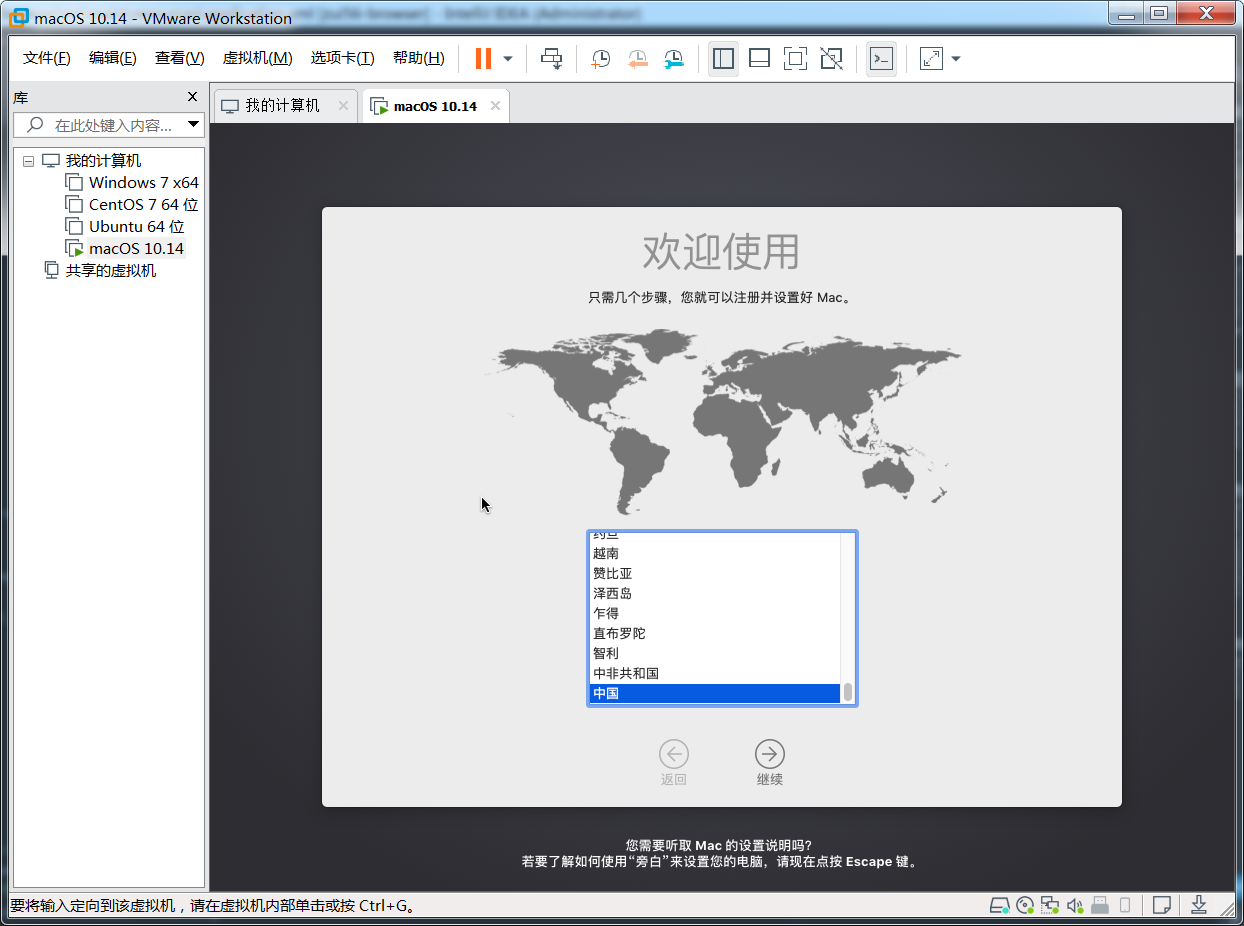 macOS 10.14 - VMware Workstation
文件(F) 编辑(E) 查看(V) 虚拟机(M) 选项卡(T) 帮助(H)
库
在此处键入内容...
我的计算机
Windows 7 x64
CentOS 7 64 位
Ubuntu 64 位
macOS 10.14
共享的虚拟机
我的计算机 macOS 10.14
欢迎使用
只需几个步骤，您就可以注册并设置好 Mac。
约旦
越南
赞比亚
泽西岛
乍得
直布罗陀
智利
中非共和国
中国
返回 继续
您需要听取 Mac 的设置说明吗?
若要了解如何使用“旁白”来设置您的电脑，请现在点按 Escape 键。
要将输入定向到该虚拟机，请在虚拟机内部单击或按 Ctrl+G。